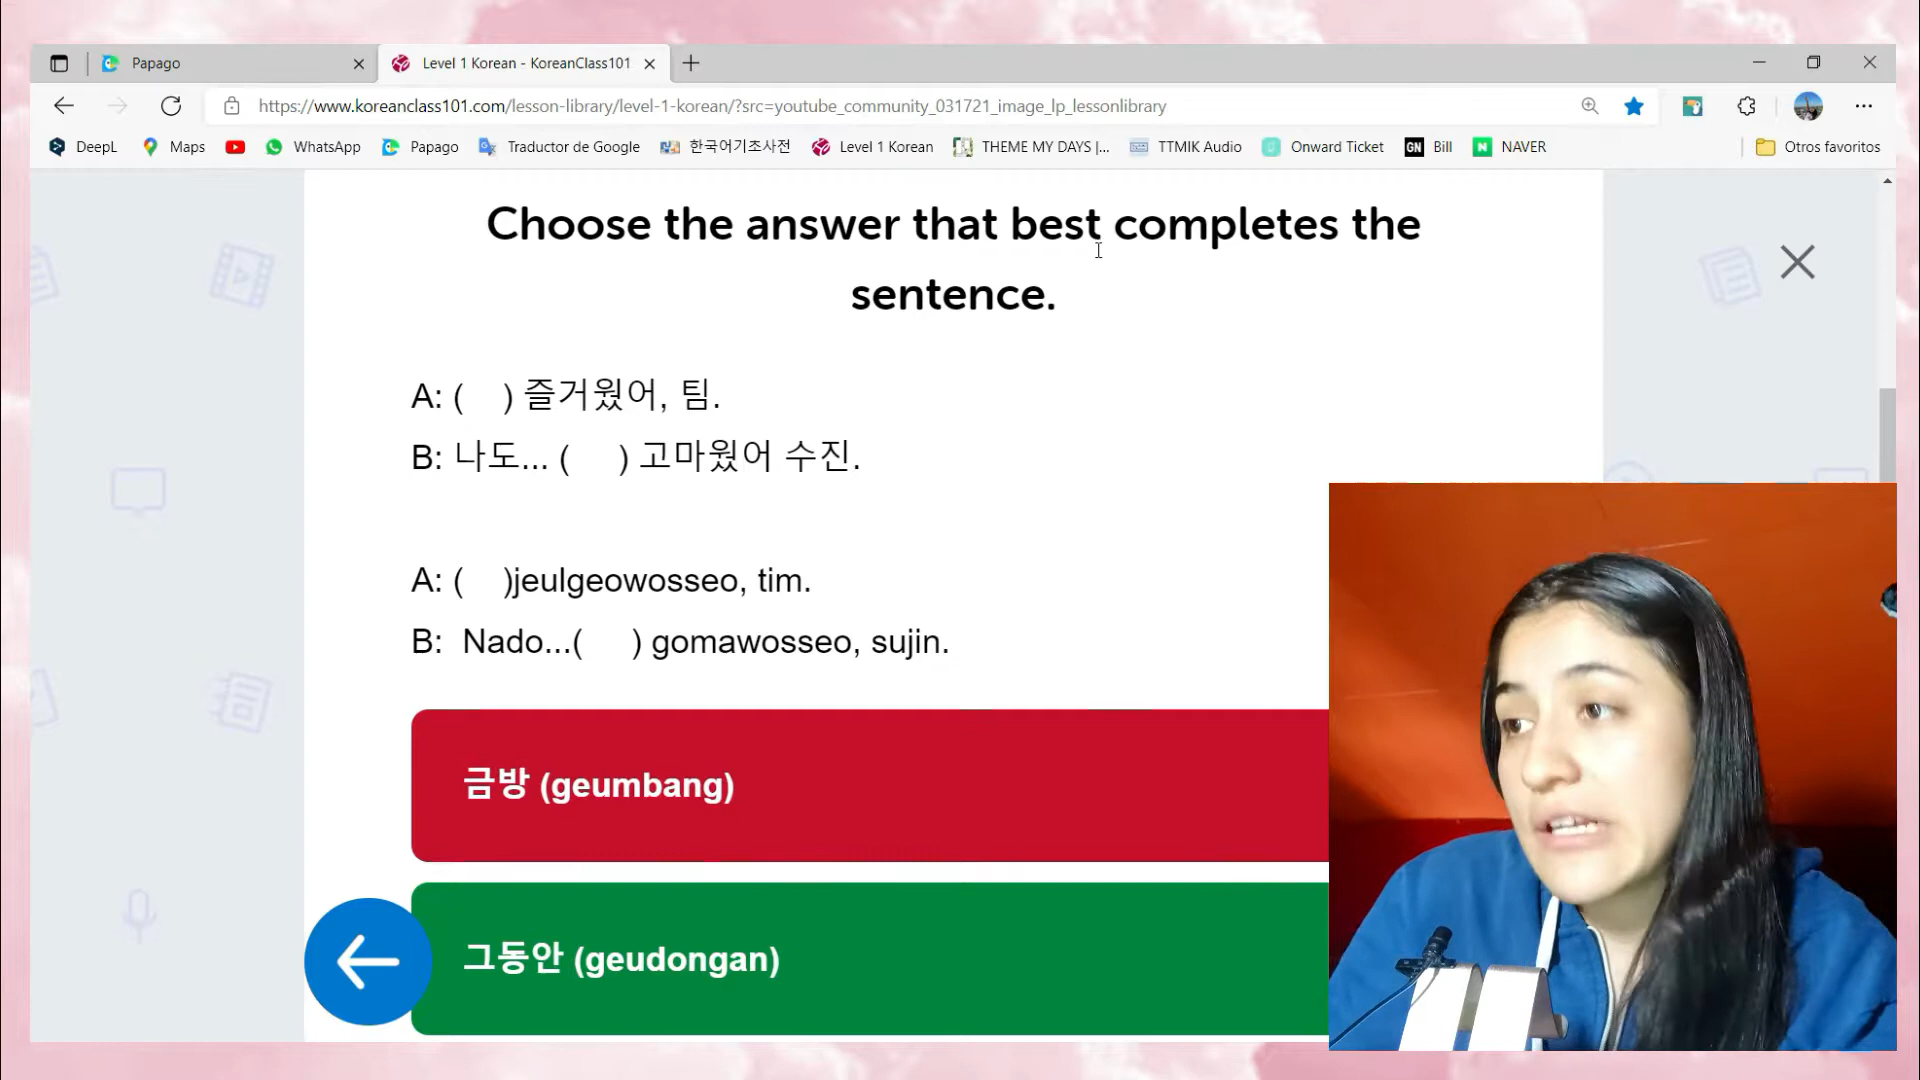 Papago
Level 1 Korean - KoreanClass101
https://www.koreanclass101.com/lesson-library/level-1-korean/?src=youtube_community_031721_image_lp_lessonlibrary
DeepL Maps WhatsApp Papago Traductor de Google 한국어기초사전 Level 1 Korean THEME MY DAYS |... TTMIK Audio Onward Ticket GN Bill N NAVER Otros favoritos
Choose the answer that best completes the
sentence.
A: ( ) 즐거웠어, 팀.
B: 나도... ( ) 고마웠어 수진.
A: ( )jeulgeowosseo, tim.
B: Nado...( ) gomawosseo, sujin.
금방 (geumbang)
그동안 (geudongan)